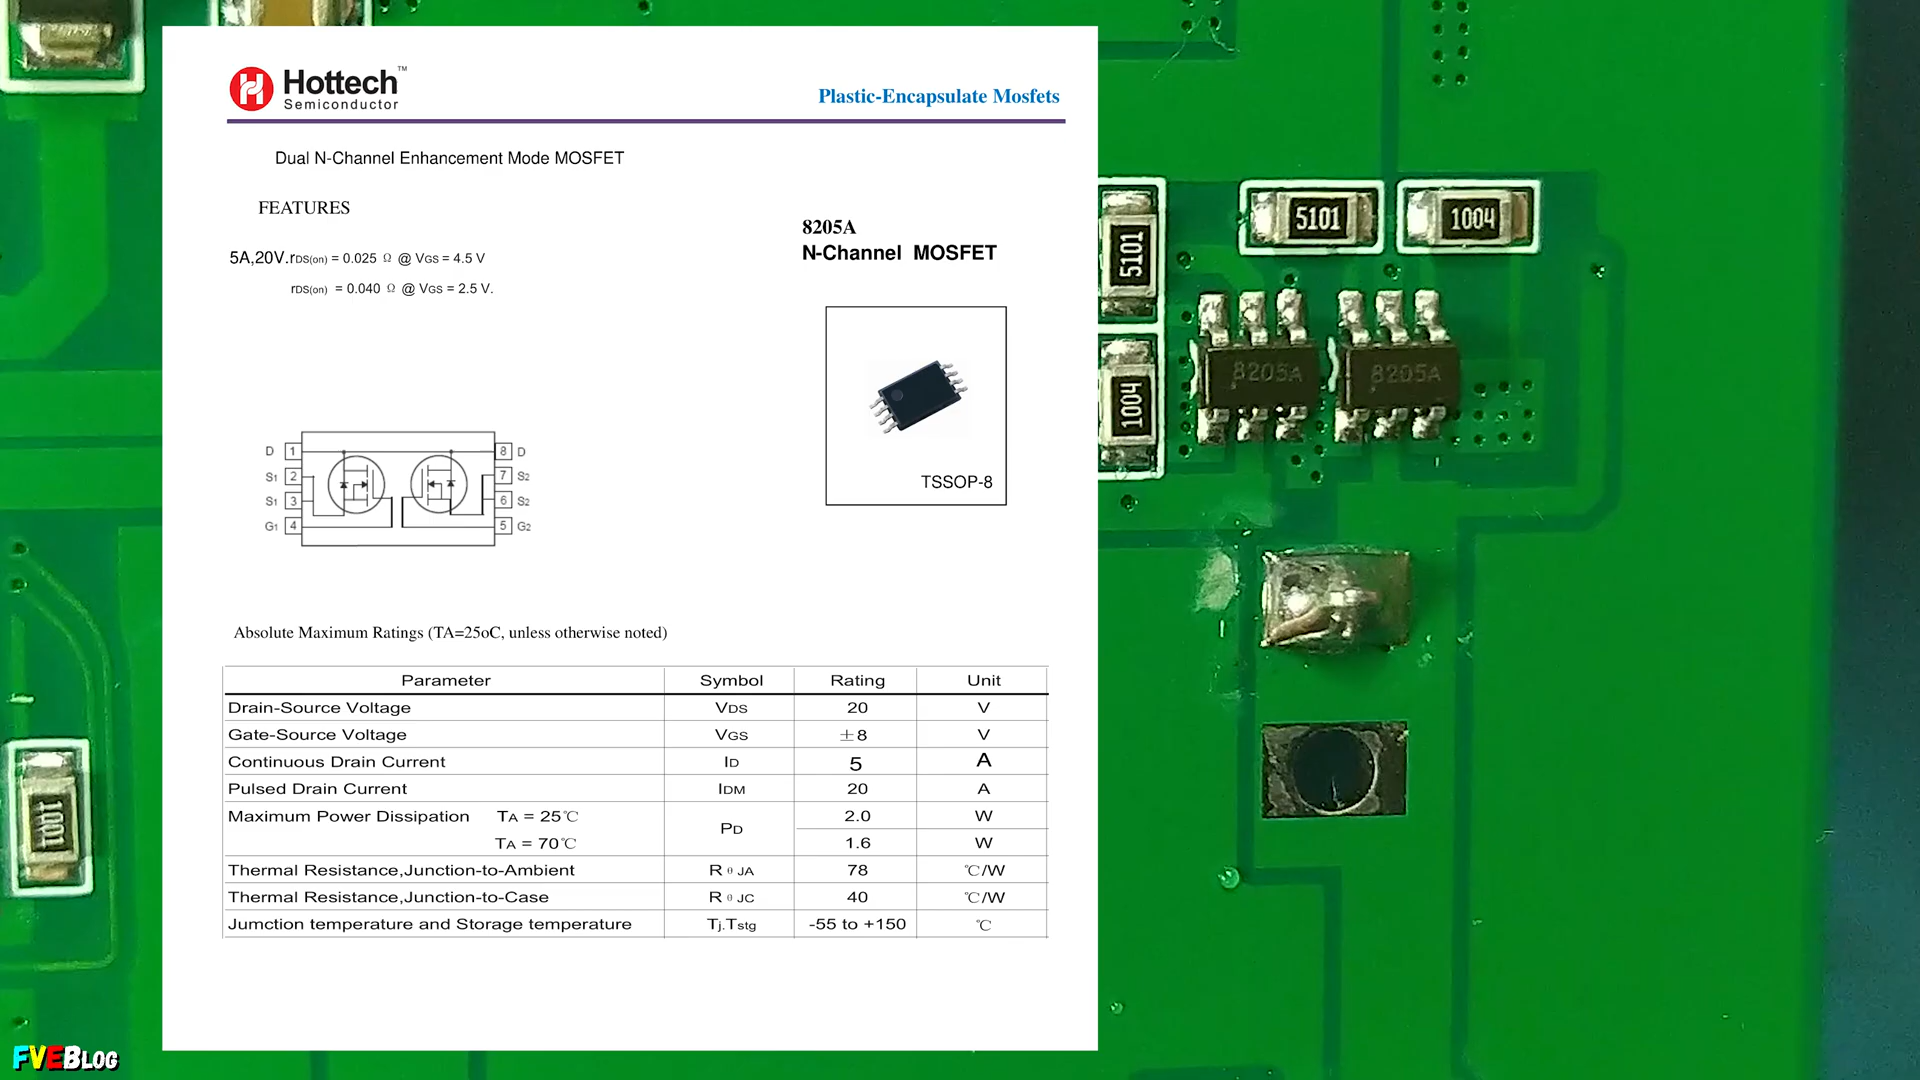 Hottech™
Semiconductor
Plastic-Encapsulate Mosfets
Dual N-Channel Enhancement Mode MOSFET
FEATURES
8205A
N-Channel MOSFET
5A,20V.rDS(on) = 0.025 Ω @ VGS = 4.5 V
rDS(on) = 0.040 Ω @ VGS = 2.5 V.
TSSOP-8
D 1 8 D
S1 2 7 S2
S1 3 6 S2
G1 4 5 G2
Absolute Maximum Ratings (TA=25oC, unless otherwise noted)
Parameter Symbol Rating Unit
Drain-Source Voltage VDS 20 V
Gate-Source Voltage VGS ±8 V
Continuous Drain Current ID 5 A
Pulsed Drain Current IDM 20 A
Maximum Power Dissipation TA = 25℃ PD 2.0 W
TA = 70℃ 1.6 W
Thermal Resistance,Junction-to-Ambient RθJA 78 ℃/W
Thermal Resistance,Junction-to-Case RθJC 40 ℃/W
Jumction temperature and Storage temperature Tj.Tstg -55 to +150 ℃
5101
1004
5101
1004
8205A
8205A
1001
FVEBLOG